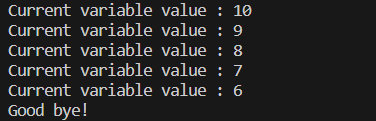 Current variable value : 10
Current variable value : 9
Current variable value : 8
Current variable value : 7
Current variable value : 6
Good bye!